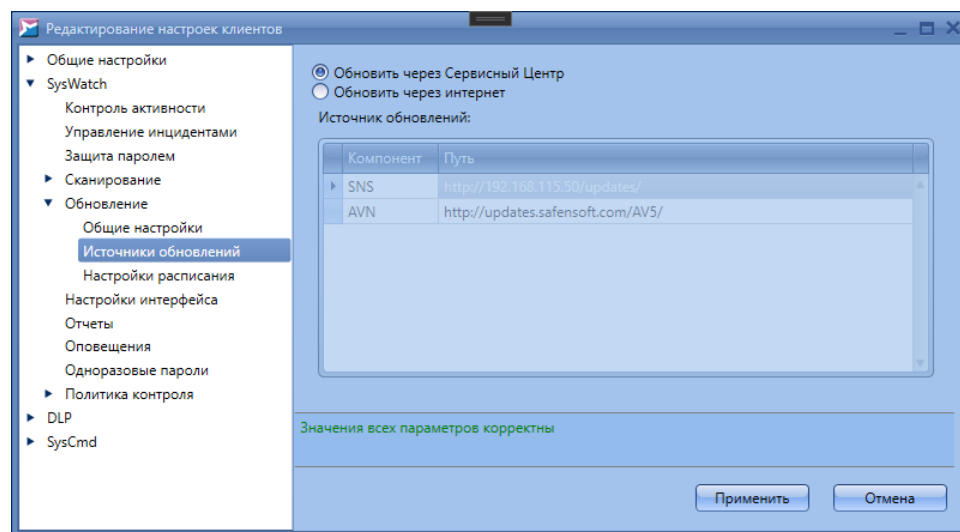 Редактирование настроек клиентов
Общие настройки
SysWatch
Контроль активности
Управление инцидентами
Защита паролем
Сканирование
Обновление
Общие настройки
Источники обновлений
Настройки расписания
Настройки интерфейса
Отчеты
Оповещения
Одноразовые пароли
Политика контроля
DLP
SysCmd
Обновить через Сервисный Центр
Обновить через интернет
Источник обновлений:
Компонент Путь
SNS http://192.168.115.50/updates/
AVN http://updates.safensoft.com/AV5/
Значения всех параметров корректны
Применить Отмена